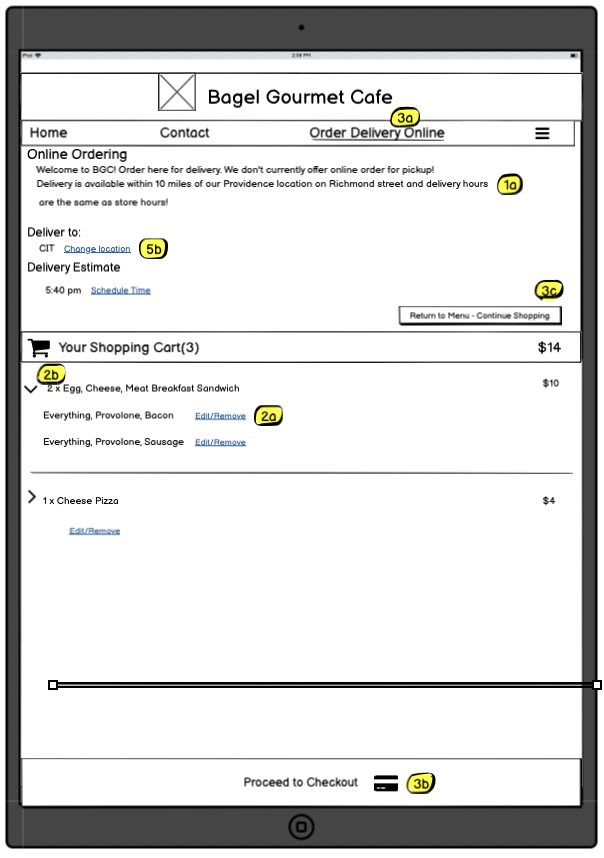 iPad
2:58 PM
Bagel Gourmet Cafe
3a
Home Contact Order Delivery Online
Online Ordering
Welcome to BGC! Order here for delivery. We don't currently offer online order for pickup!
Delivery is available within 10 miles of our Providence location on Richmond street and delivery hours 1a
are the same as store hours!
Deliver to:
CIT Change location 5b
Delivery Estimate
5:40 pm Schedule Time
3c
Return to Menu - Continue Shopping
Your Shopping Cart(3) $14
2b
2 x Egg, Cheese, Meat Breakfast Sandwich $10
Everything, Provolone, Bacon Edit/Remove 2a
Everything, Provolone, Sausage Edit/Remove
1 x Cheese Pizza $4
Edit/Remove
Proceed to Checkout 3b